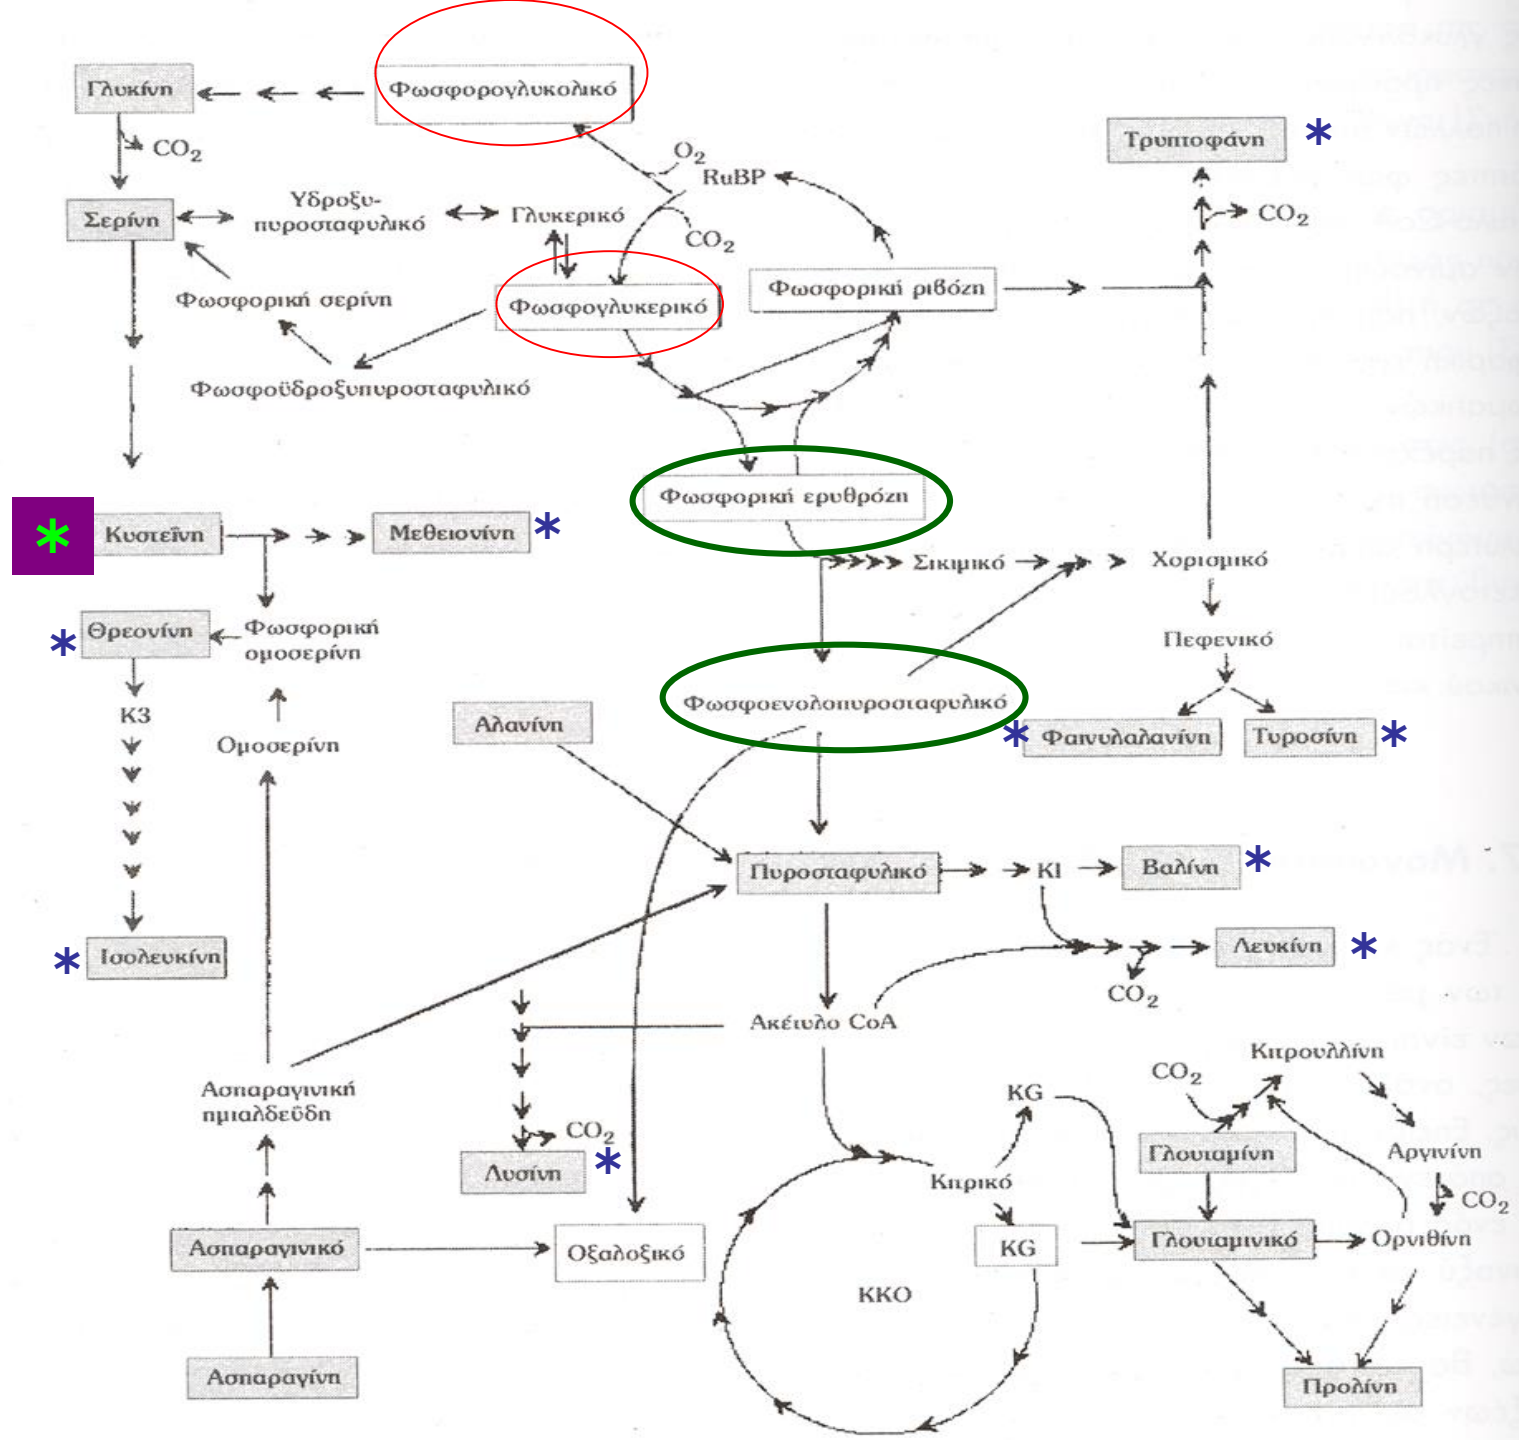 Φωσφορογλυκολικό
Γλυκίνη
CO2
Τρυπτοφάνη
O2
RuBP
CO2
Σερίνη
Υδροξυ-
πυροσταφυλικό
Γλυκερικό
CO2
Φωσφορική σερίνη
Φωσφογλυκερικό
Φωσφορική ριβόζη
Φωσφοϋδροξυπυροσταφυλικό
Φωσφορική ερυθρόζη
Κυστεΐνη
Μεθειονίνη
Σικιμικό
Χορισμικό
Θρεονίνη
Φωσφορική
ομοσερίνη
Πεφενικό
Κ3
Ομοσερίνη
Αλανίνη
Φωσφοενολοπυροσταφυλικό
Φαινυλαλανίνη
Τυροσίνη
Πυροσταφυλικό
ΚΙ
Βαλίνη
7.
Ένας
Ισολευκίνη
Λευκίνη
CO2
Ακέτυλο CoA
Ασπαραγινική
ημιαλδεΰδη
CO2
Λυσίνη
KG
CO2
Κιτρουλλίνη
Γλουταμίνη
Αργινίνη
CO2
Κιτρικό
Ασπαραγινικό
Οξαλοξικό
KG
Γλουταμινικό
Ορνιθίνη
ΚΚΟ
Ασπαραγίνη
Προλίνη